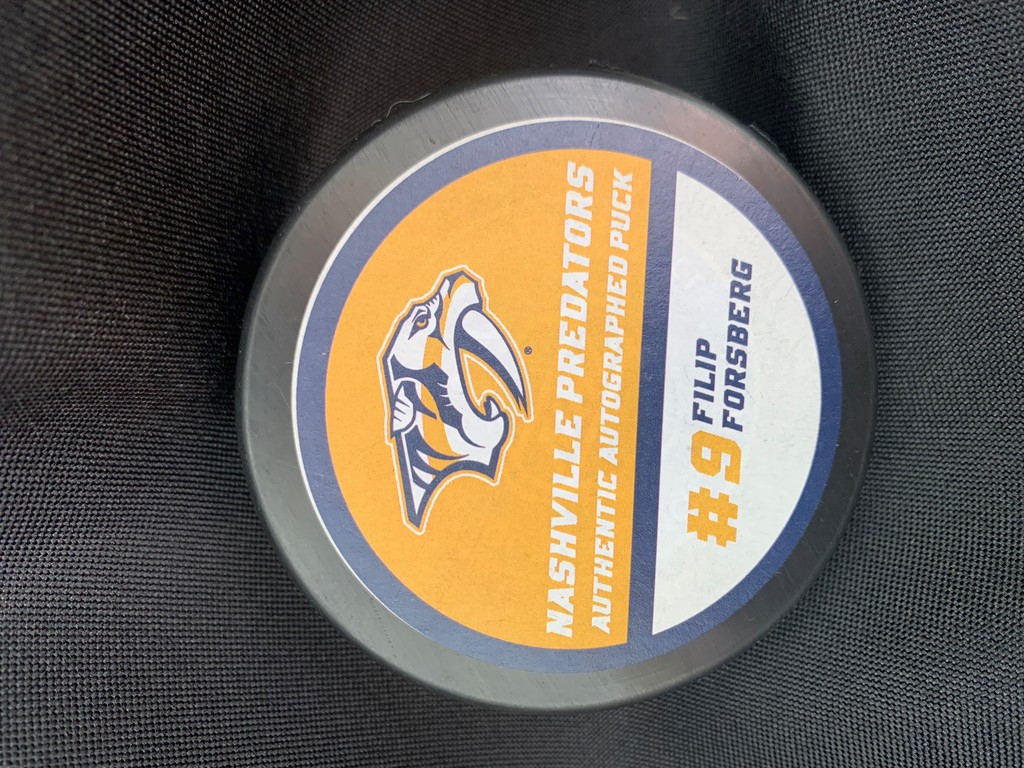 NASHVILLE PREDATORS
AUTHENTIC AUTOGRAPHED PUCK
#9 FILIP
FORSBERG